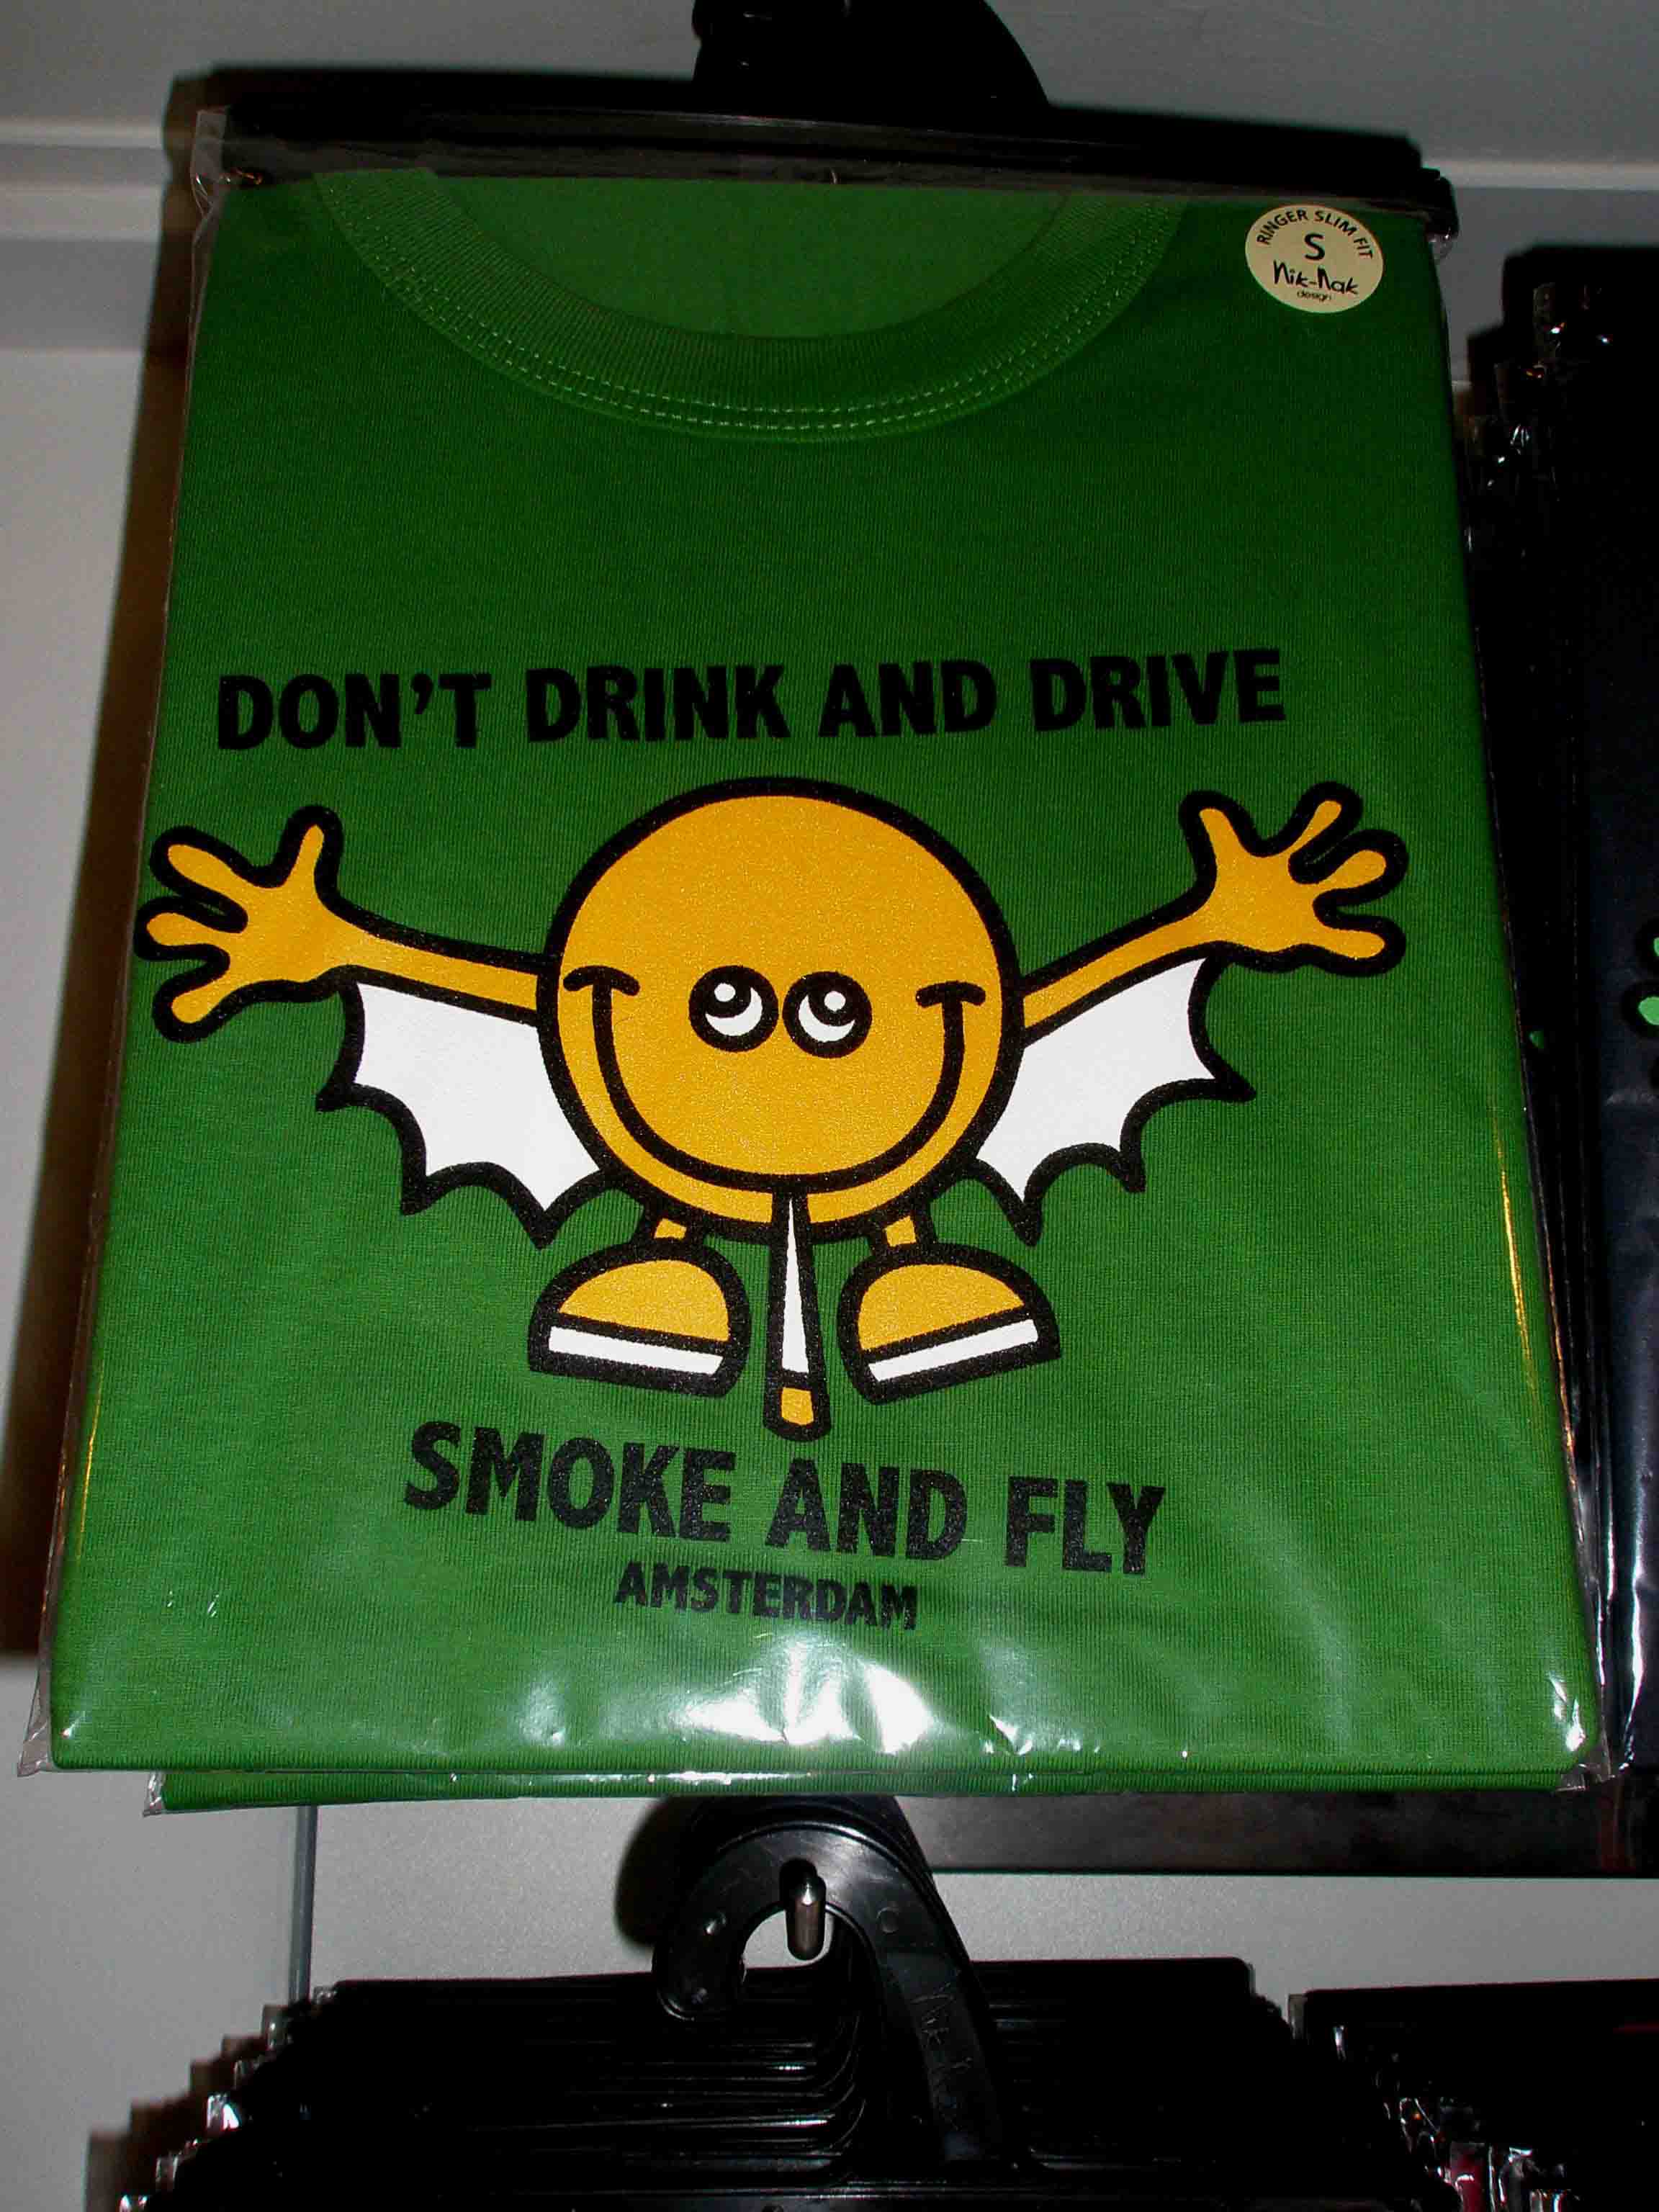 RINGER SLIM FIT
S
Nik-Nak
design
DON'T DRINK AND DRIVE
SMOKE AND FLY
AMSTERDAM